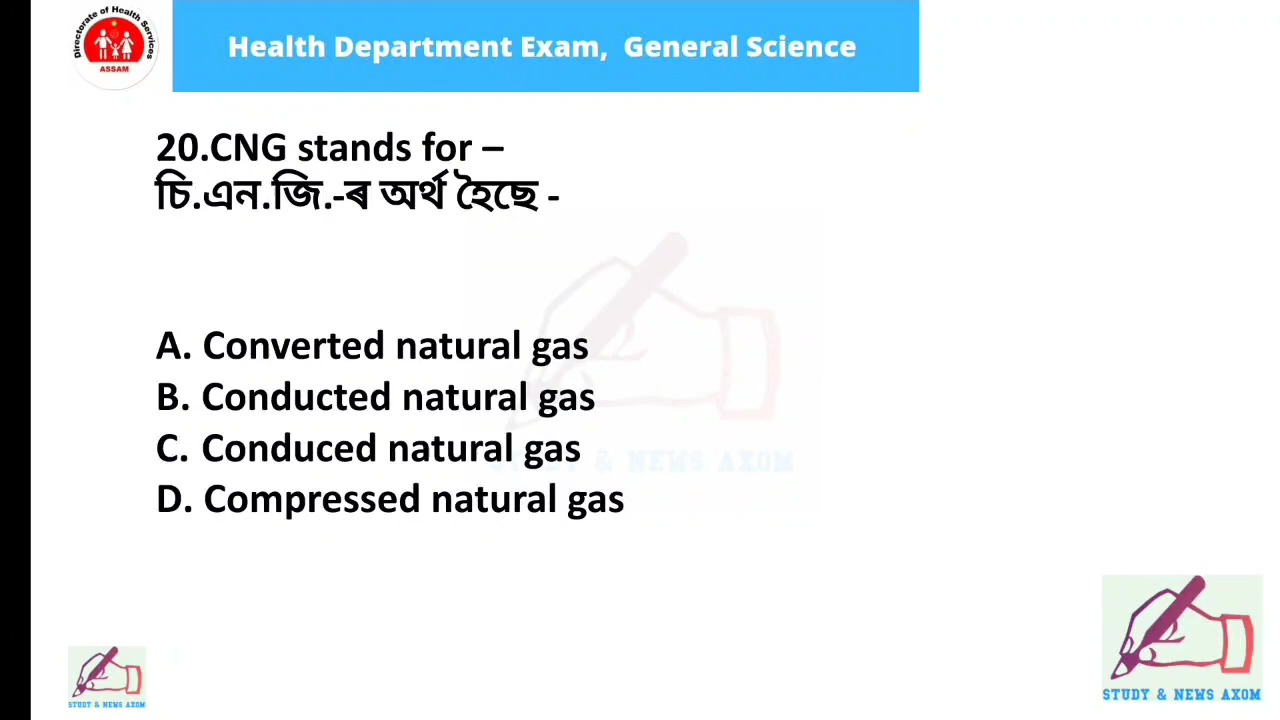 Directorate of Health Services
ASSAM
Health Department Exam, General Science
20.CNG stands for –
চি.এন.জি.-ৰ অৰ্থ হৈছে -
A. Converted natural gas
B. Conducted natural gas
C. Conduced natural gas
D. Compressed natural gas
STUDY & NEWS AXOM
STUDY & NEWS AXOM
STUDY & NEWS AXOM